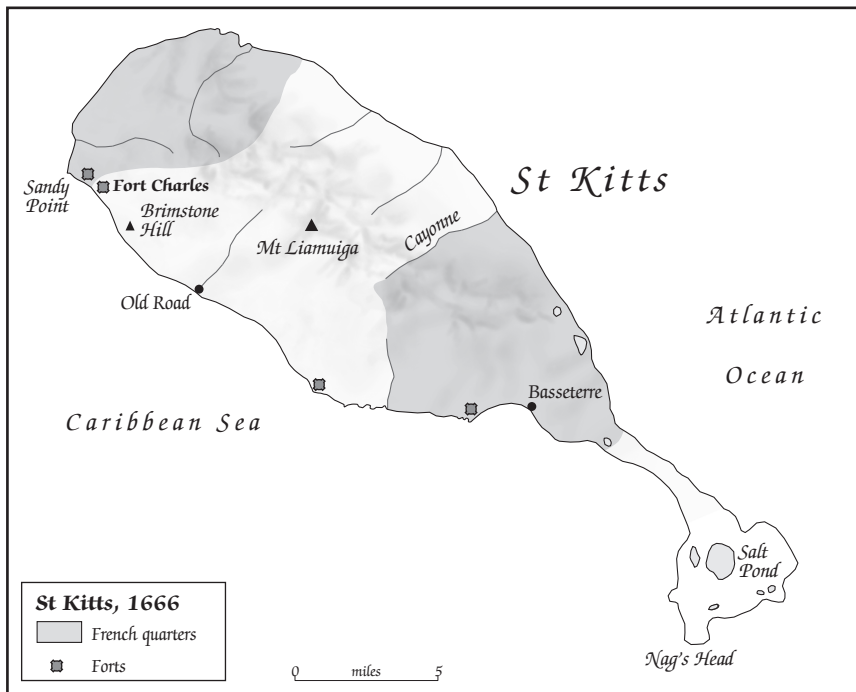 St Kitts
Sandy
Point
Fort Charles
Brimstone
Hill
Mt Liamuiga
Cayonne
Old Road
Atlantic
Ocean
Basseterre
Caribbean Sea
Salt
Pond
Nag's Head
St Kitts, 1666
French quarters
Forts
0 miles 5